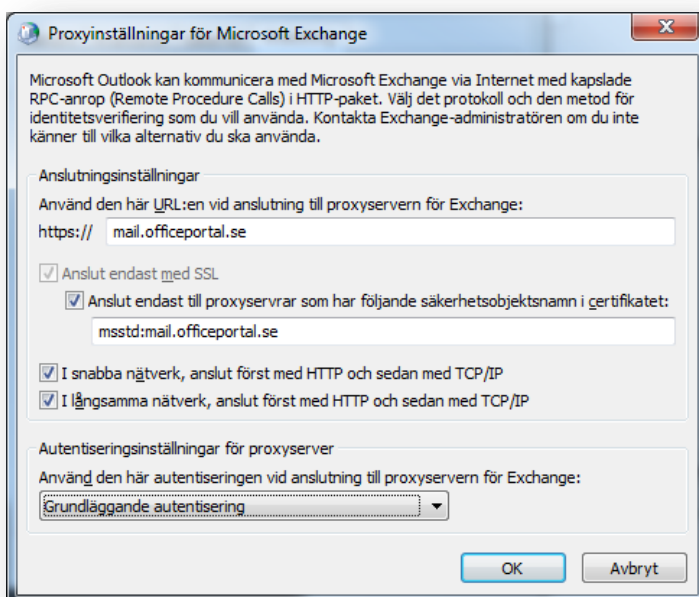 Proxyinställningar för Microsoft Exchange
Microsoft Outlook kan kommunicera med Microsoft Exchange via Internet med kapslade
RPC-anrop (Remote Procedure Calls) i HTTP-paket. Välj det protokoll och den metod för
identitetsverifiering som du vill använda. Kontakta Exchange-administratören om du inte
känner till vilka alternativ du ska använda.
Anslutningsinställningar
Använd den här URL:en vid anslutning till proxyservern för Exchange:
https:// mail.officeportal.se
Anslut endast med SSL
Anslut endast till proxyservrar som har följande säkerhetsobjektsnamn i certifikatet:
msstd:mail.officeportal.se
I snabba nätverk, anslut först med HTTP och sedan med TCP/IP
I långsamma nätverk, anslut först med HTTP och sedan med TCP/IP
Autentiseringsinställningar för proxyserver
Använd den här autentiseringen vid anslutning till proxyservern för Exchange:
Grundläggande autentisering
OK Avbryt